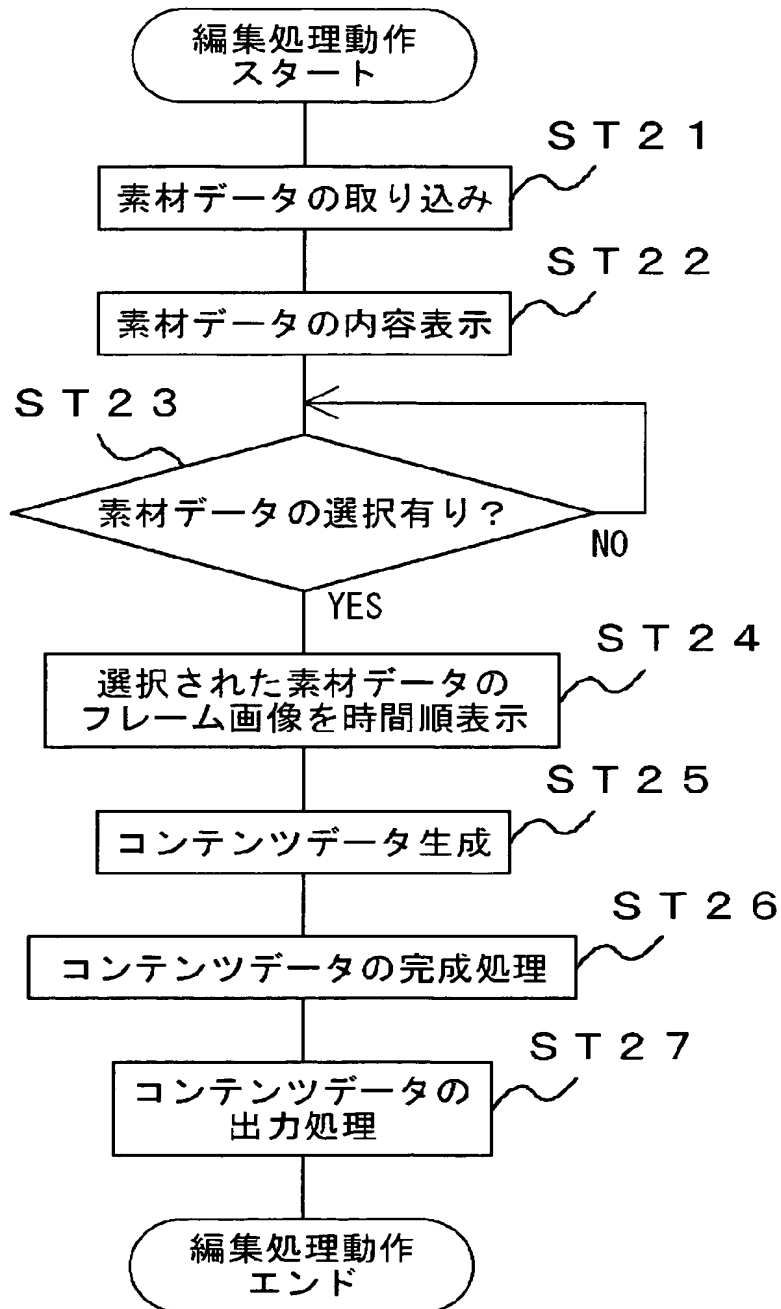 編集処理動作
スタート
ST21
素材データの取り込み
ST22
素材データの内容表示
ST23
素材データの選択有り?
NO
YES
ST24
選択された素材データの
フレーム画像を時間順表示
ST25
コンテンツデータ生成
ST26
コンテンツデータの完成処理
ST27
コンテンツデータの
出力処理
編集処理動作
エンド